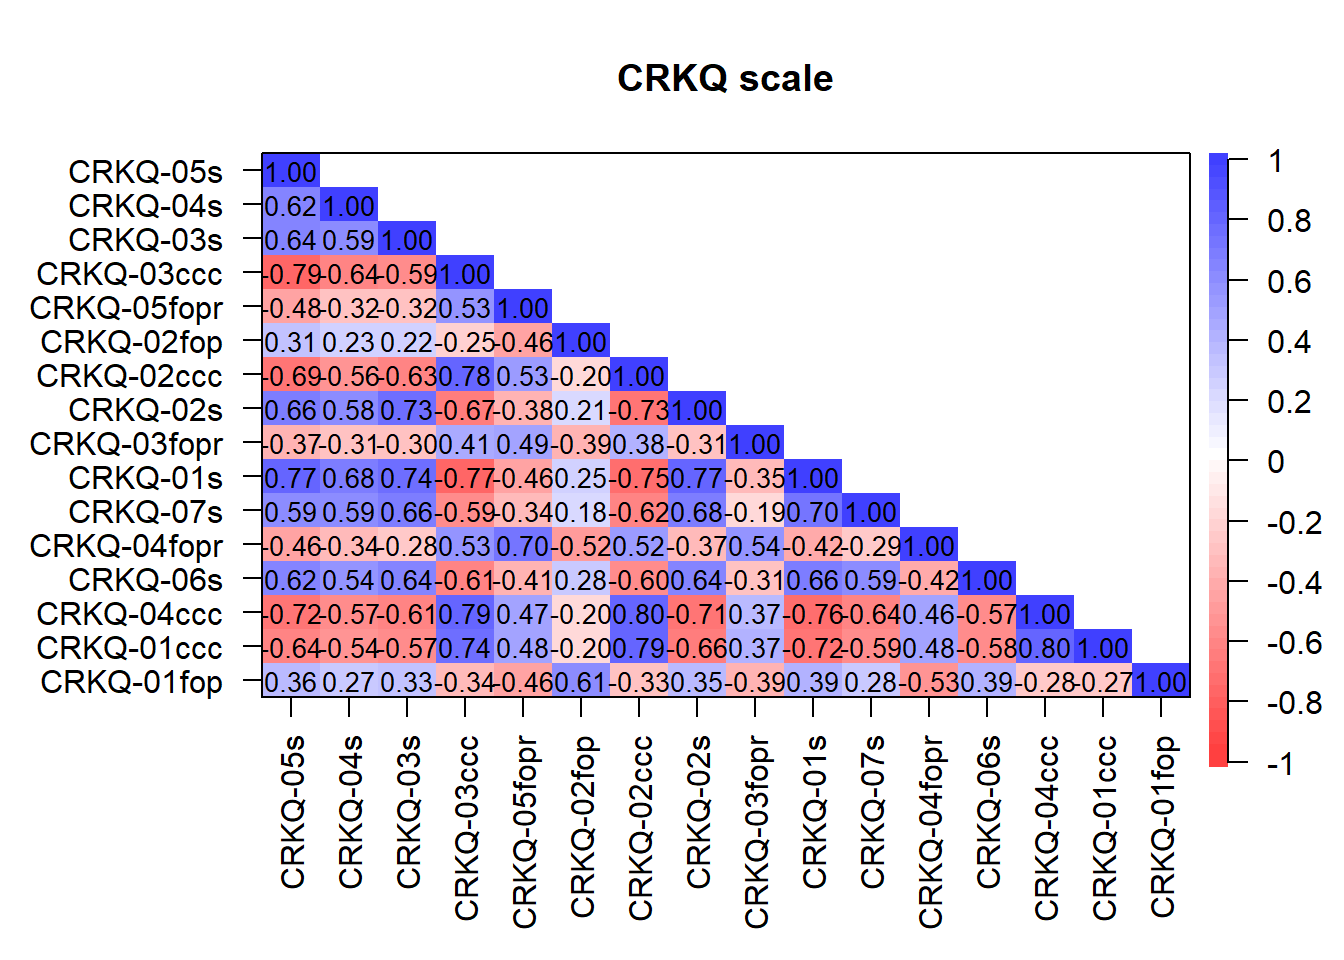 CRKQ scale
CRKQ-05s 1.00
CRKQ-04s 0.62 1.00
CRKQ-03s 0.64 0.59 1.00
CRKQ-03ccc -0.79 -0.64 -0.59 1.00
CRKQ-05fopr -0.48 -0.32 -0.32 0.53 1.00
CRKQ-02fop 0.31 0.23 0.22 -0.25 -0.46 1.00
CRKQ-02ccc -0.69 -0.56 -0.63 0.78 0.53 -0.20 1.00
CRKQ-02s 0.66 0.58 0.73 -0.67 -0.38 0.21 -0.73 1.00
CRKQ-03fopr -0.37 -0.31 -0.30 0.41 0.49 -0.39 0.38 -0.31 1.00
CRKQ-01s 0.77 0.68 0.74 -0.77 -0.46 0.25 -0.75 0.77 -0.35 1.00
CRKQ-07s 0.59 0.59 0.66 -0.59 -0.34 0.18 -0.62 0.68 -0.19 0.70 1.00
CRKQ-04fopr -0.46 -0.34 -0.28 0.53 0.70 -0.52 0.52 -0.37 0.54 -0.42 -0.29 1.00
CRKQ-06s 0.62 0.54 0.64 -0.61 -0.41 0.28 -0.60 0.64 -0.31 0.66 0.59 -0.42 1.00
CRKQ-04ccc -0.72 -0.57 -0.61 0.79 0.47 -0.20 0.80 -0.71 0.37 -0.76 -0.64 0.46 -0.57 1.00
CRKQ-01ccc -0.64 -0.54 -0.57 0.74 0.48 -0.20 0.79 -0.66 0.37 -0.72 -0.59 0.48 -0.58 0.80 1.00
CRKQ-01fop 0.36 0.27 0.33 -0.34 -0.46 0.61 -0.33 0.35 -0.39 0.39 0.28 -0.53 0.39 -0.28 -0.27 1.00
CRKQ-05s
CRKQ-04s
CRKQ-03s
CRKQ-03ccc
CRKQ-05fopr
CRKQ-02fop
CRKQ-02ccc
CRKQ-02s
CRKQ-03fopr
CRKQ-01s
CRKQ-07s
CRKQ-04fopr
CRKQ-06s
CRKQ-04ccc
CRKQ-01ccc
CRKQ-01fop
1
0.8
0.6
0.4
0.2
0
-0.2
-0.4
-0.6
-0.8
-1